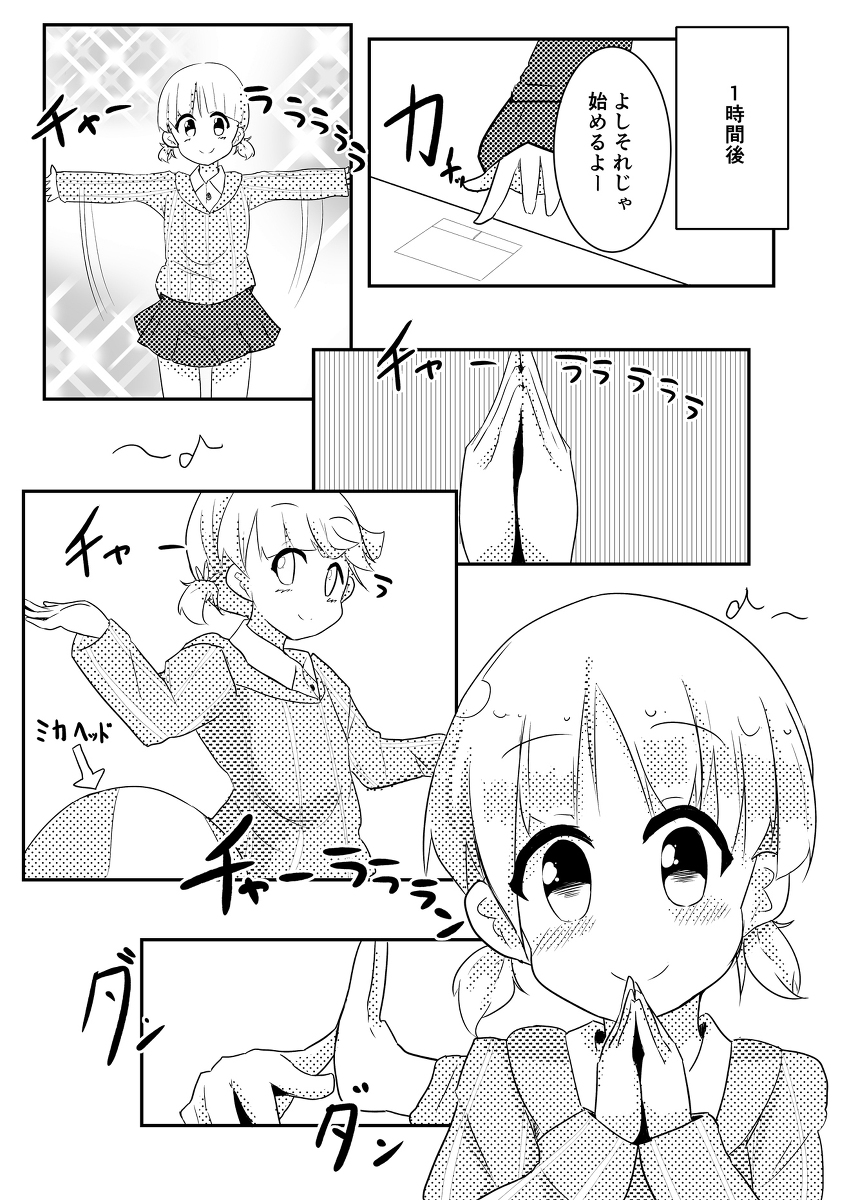 1時間後
よしそれじゃ
始めるよー
カチッ
チャーラララララ
チャーララララ
〜♪
チャーラ
ミカヘッド
♪〜
チャーララララン
ダン
ダン